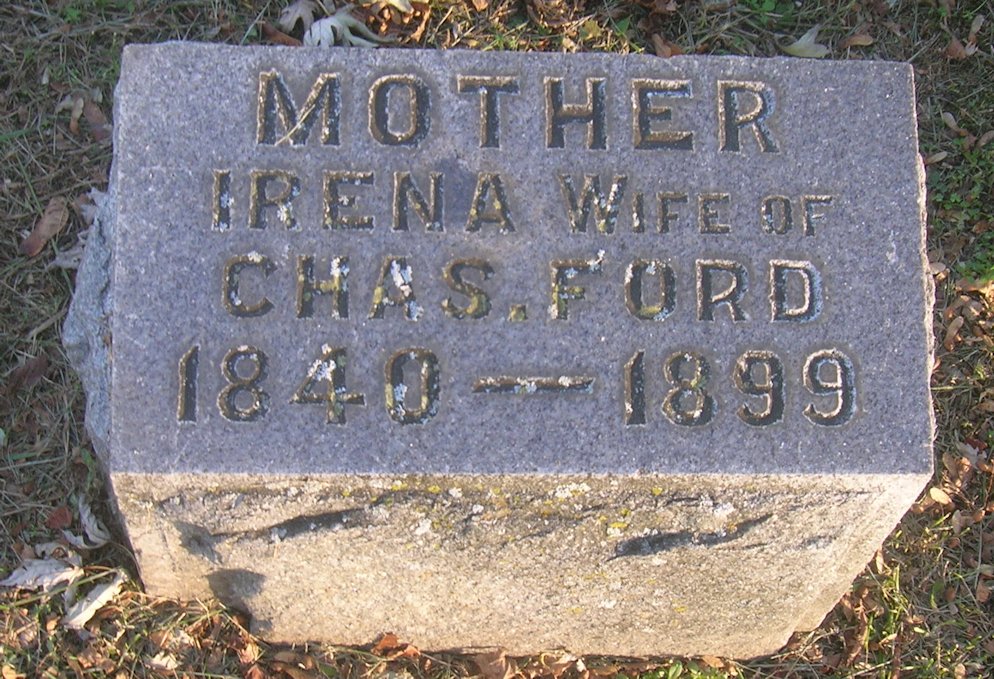 MOTHER
IRENA WIFE OF
CHAS. FORD
1840 — 1899